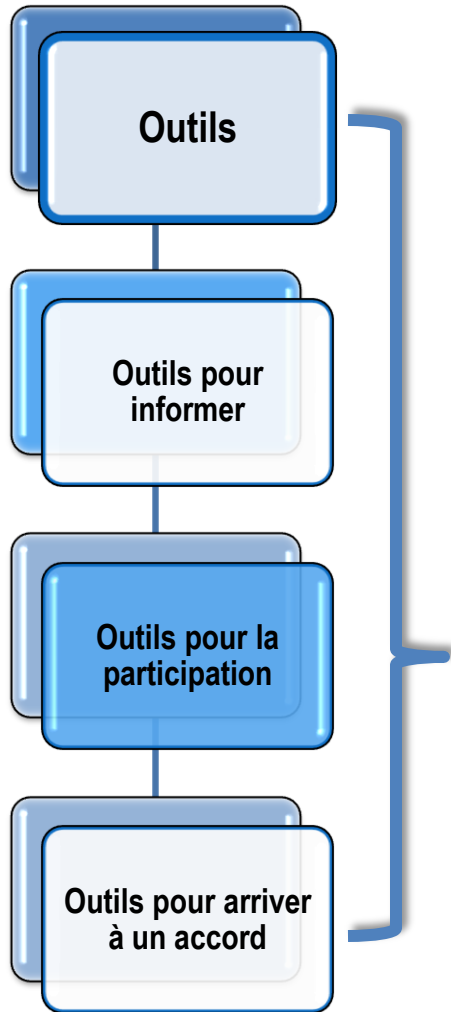 Outils
Outils pour
informer
Outils pour la
participation
Outils pour arriver
à un accord